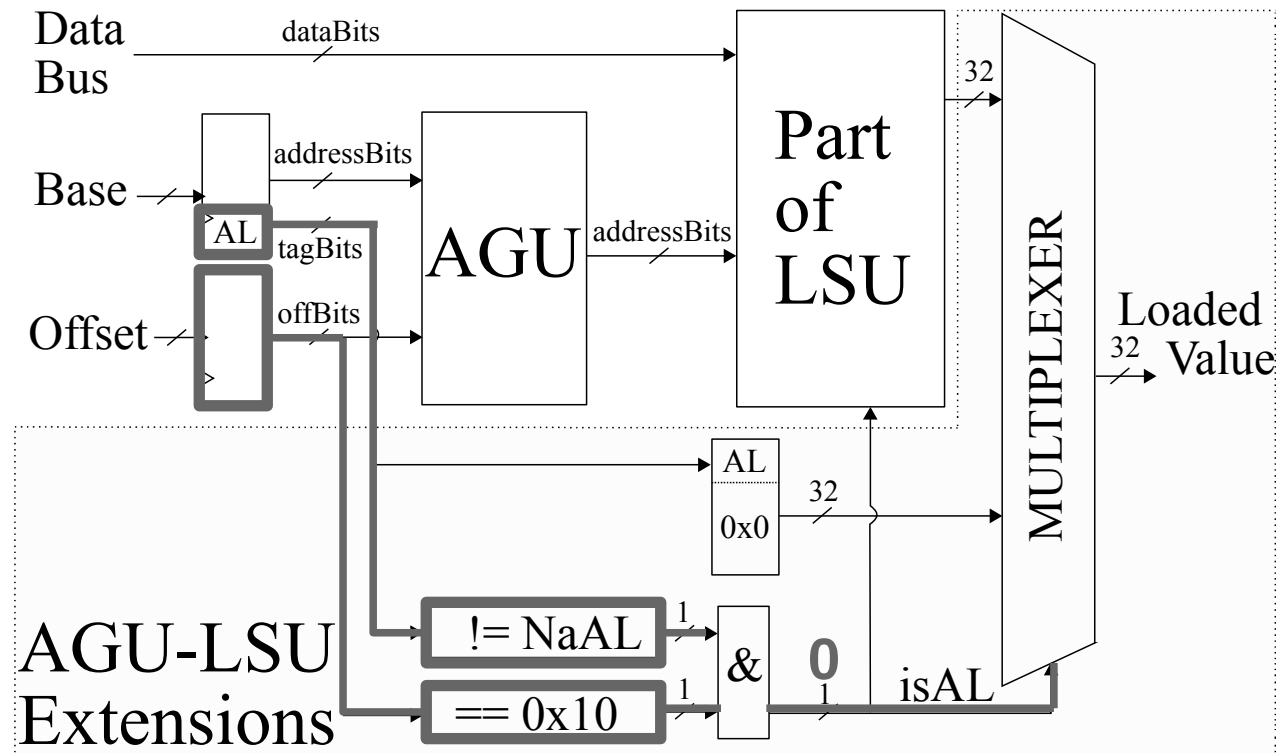 Data
Bus
dataBits
32
Base
addressBits
AL
tagBits
AGU
addressBits
Part
of
LSU
Offset
offBits
MULTIPLEXER
Loaded
Value
32
AL
0x0
32
!= NaAL
1
== 0x10
1
&
0
1
isAL
AGU-LSU
Extensions